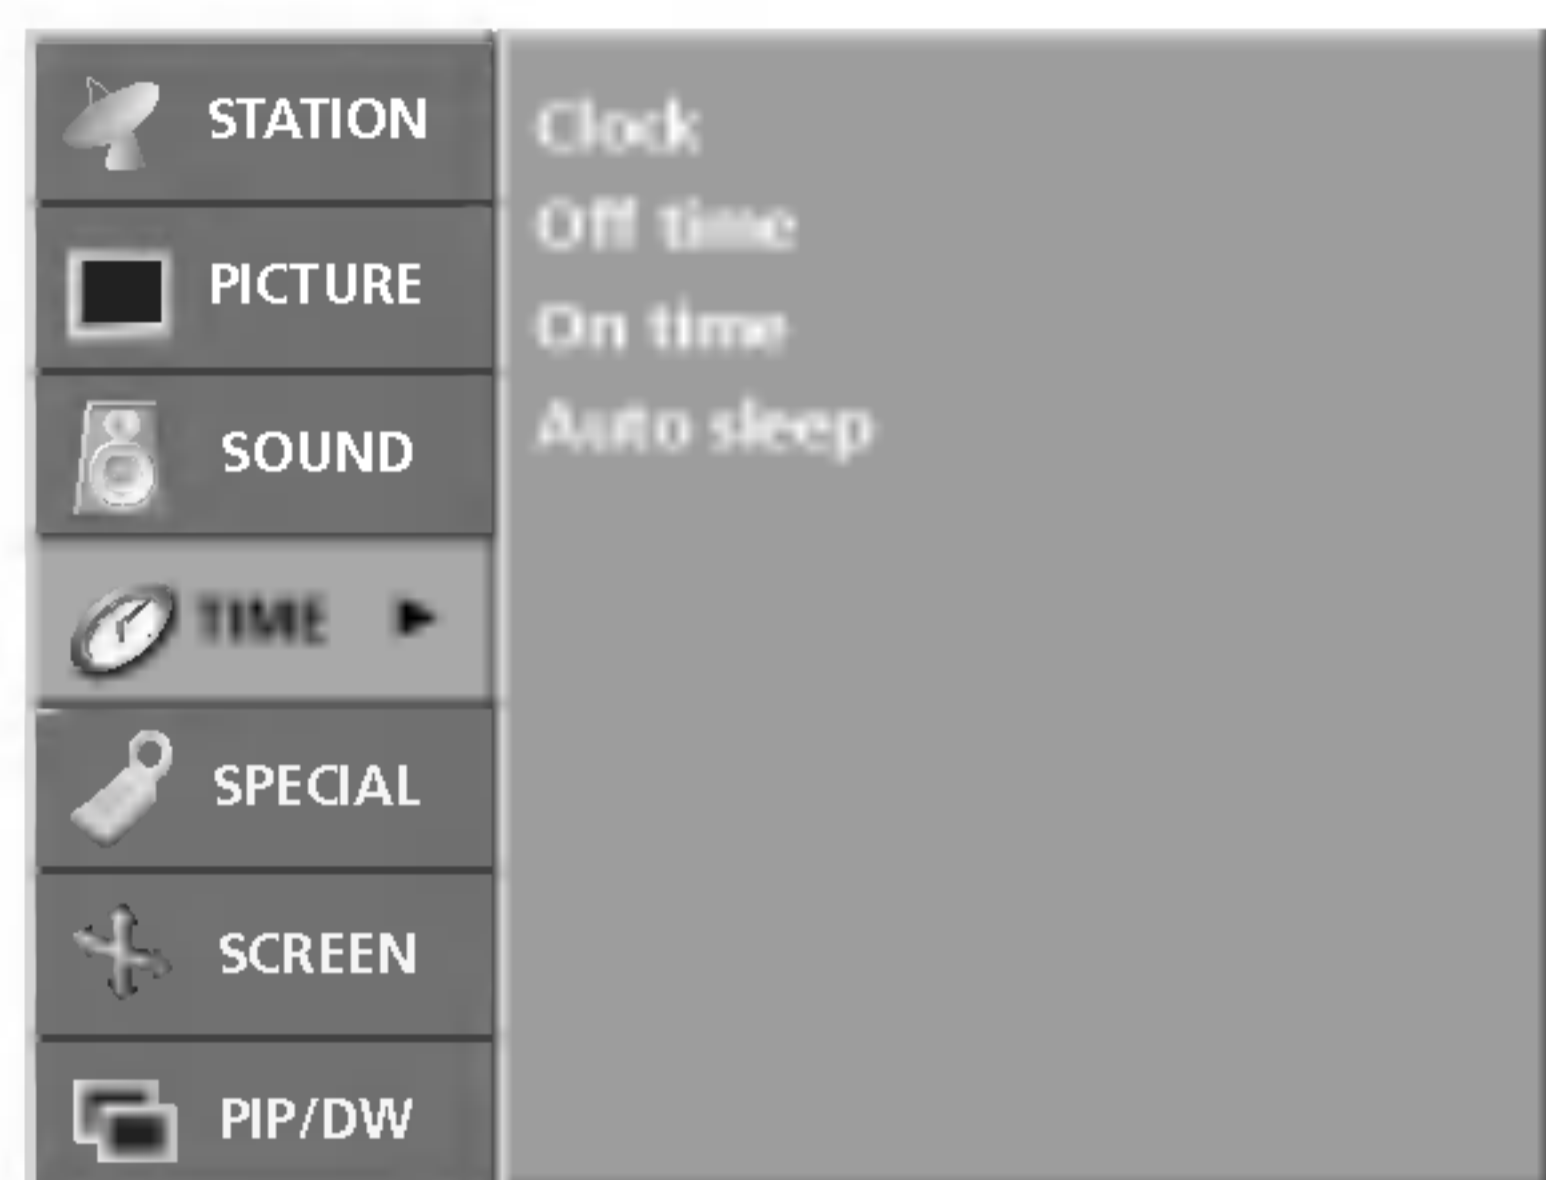 STATION
PICTURE
SOUND
TIME
SPECIAL
SCREEN
PIP/DW
Clock
Off time
On time
Auto sleep